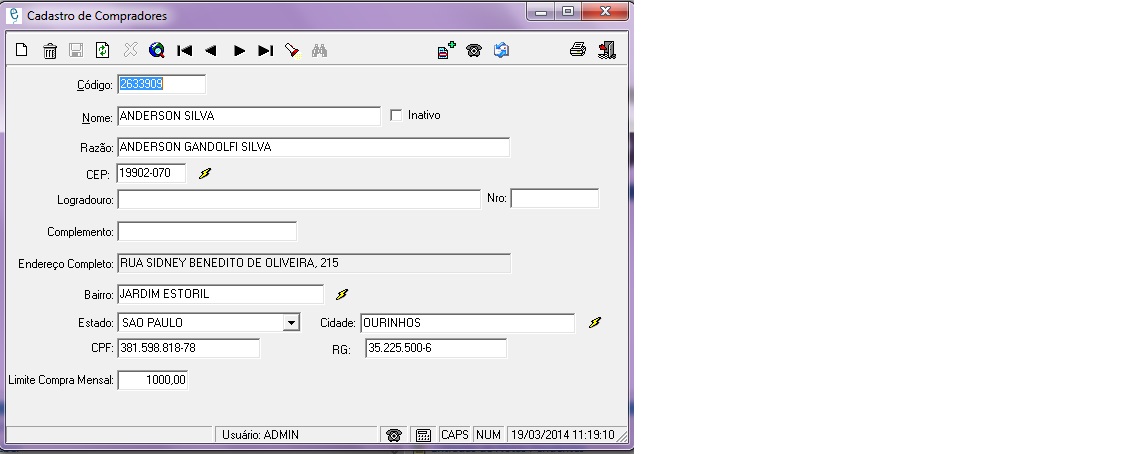 Cadastro de Compradores
Código: 2633909
Nome: ANDERSON SILVA Inativo
Razão: ANDERSON GANDOLFI SILVA
CEP: 19902-070
Logradouro: Nro:
Complemento:
Endereço Completo: RUA SIDNEY BENEDITO DE OLIVEIRA, 215
Bairro: JARDIM ESTORIL
Estado: SAO PAULO Cidade: OURINHOS
CPF: 381.598.818-78 RG: 35.225.500-6
Limite Compra Mensal: 1000,00
Usuário: ADMIN CAPS NUM 19/03/2014 11:19:10